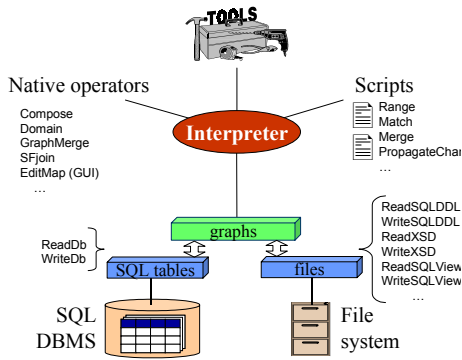 TOOLS
Native operators
Scripts
Compose
Domain
GraphMerge
SFjoin
EditMap (GUI)
…
Interpreter
Range
Match
Merge
PropagateChan
…
graphs
ReadDb
WriteDb
SQL tables
files
ReadSQLDDL
WriteSQLDDL
ReadXSD
WriteXSD
ReadSQLView
WriteSQLView
…
SQL
DBMS
File
system